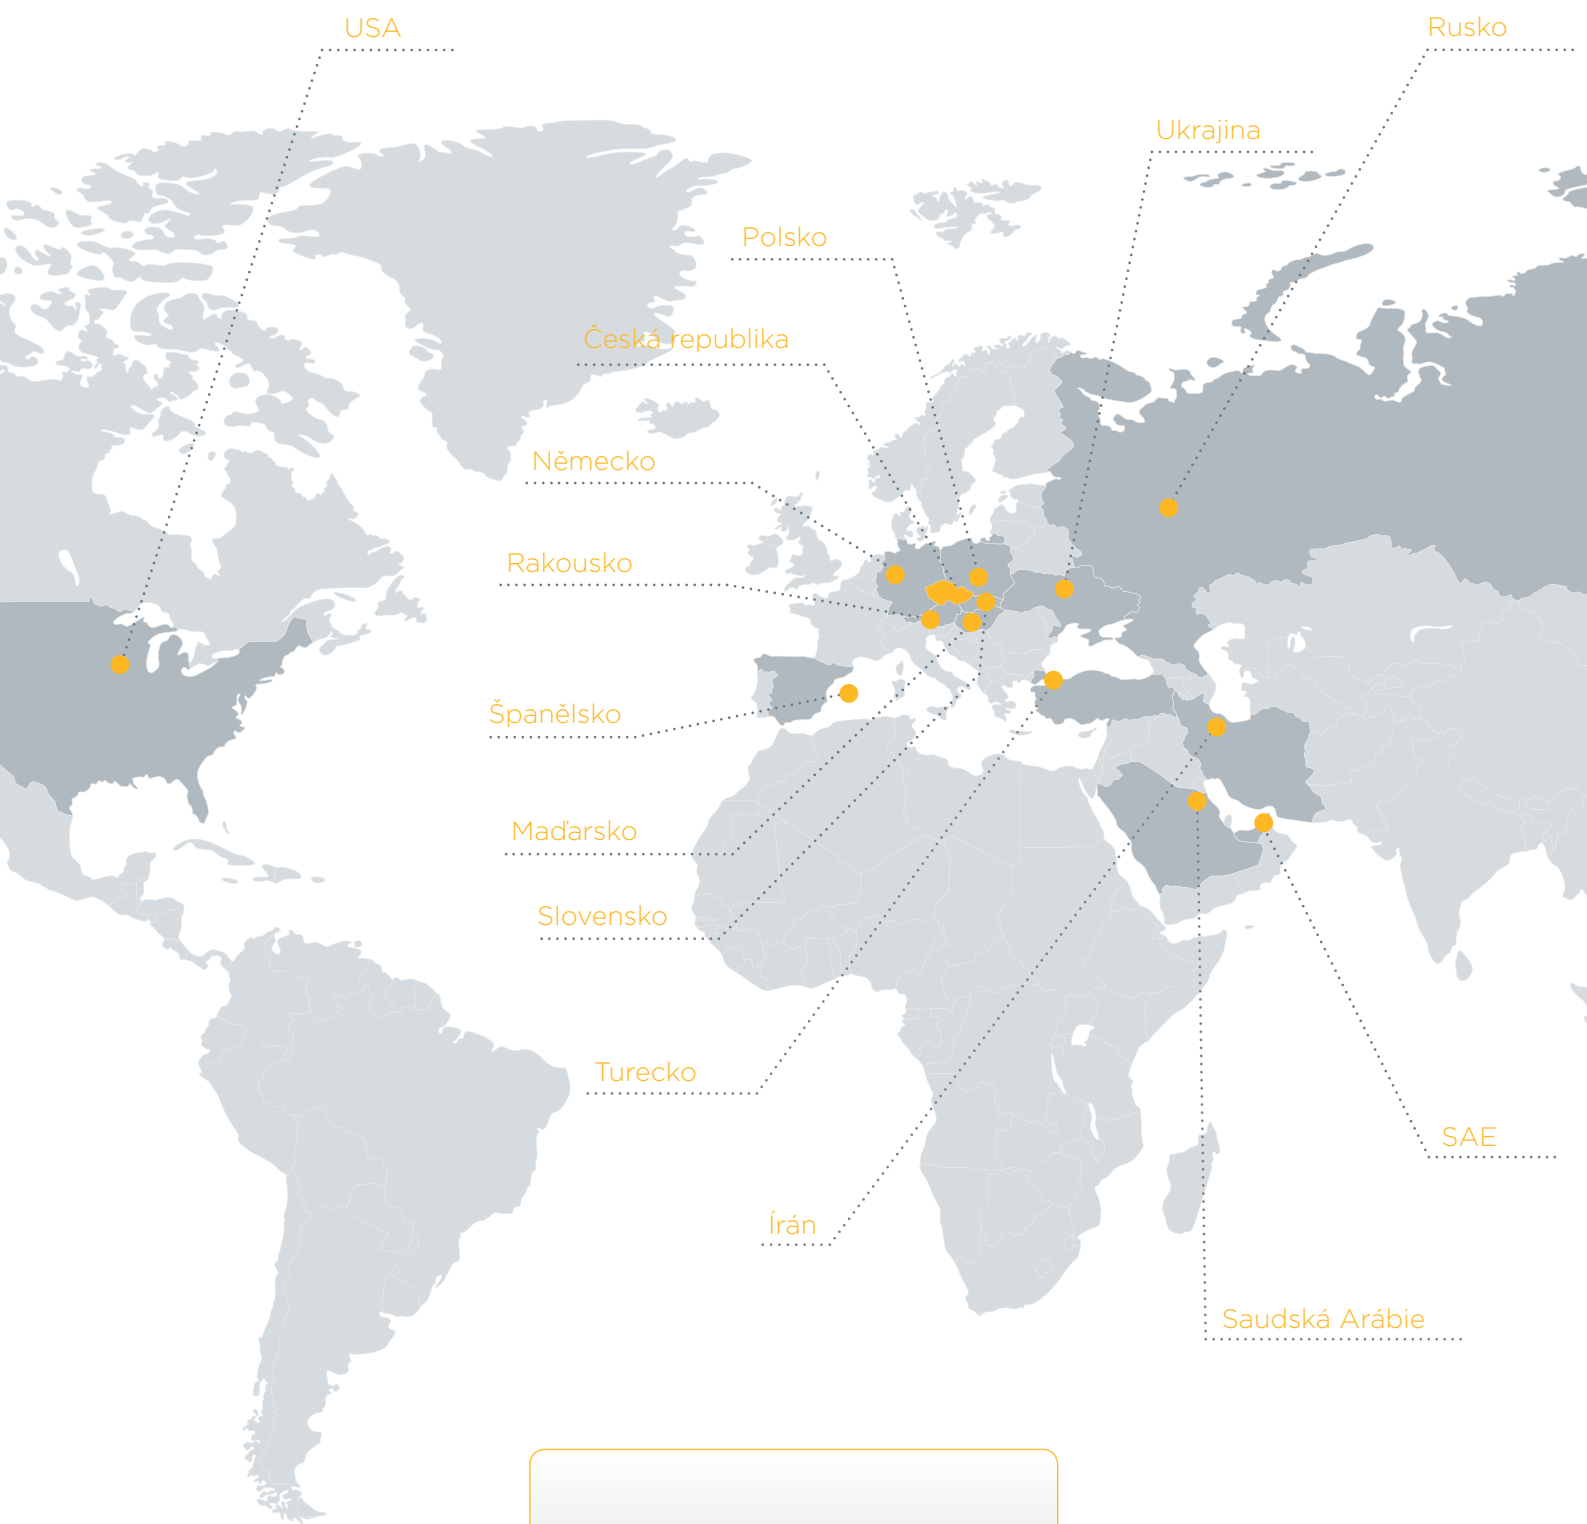 USA
Rusko
Ukrajina
Polsko
Česká republika
Německo
Rakousko
Španělsko
Maďarsko
Slovensko
Turecko
SAE
Írán
Saudská Arábie